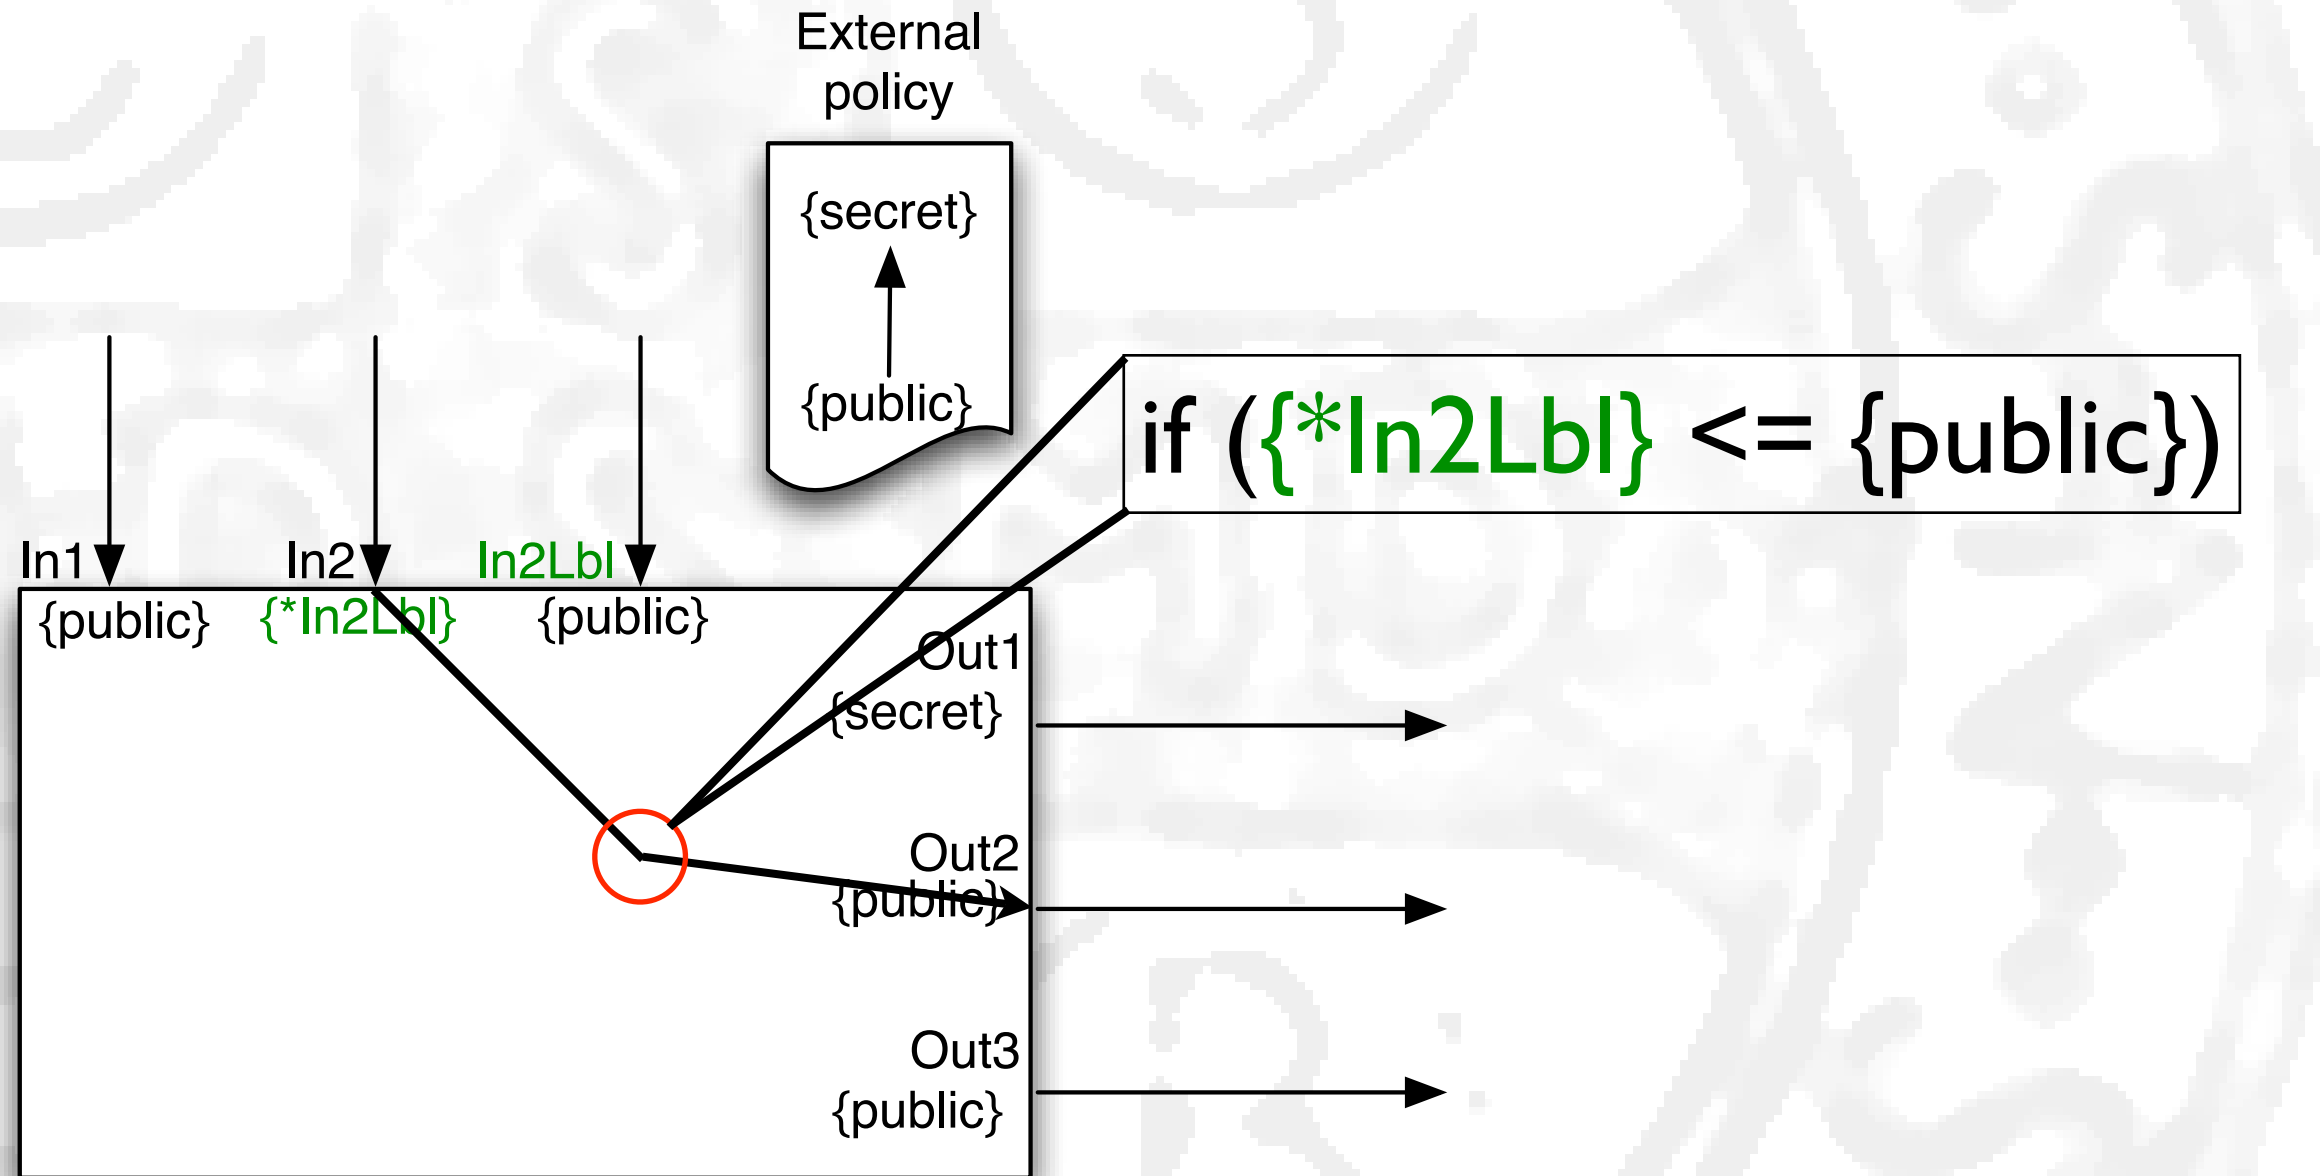 External
policy
{secret}
{public}
if ({*In2Lbl} <= {public})
In1
In2
In2Lbl
{public}
{*In2Lbl}
{public}
Out1
{secret}
Out2
{public}
Out3
{public}